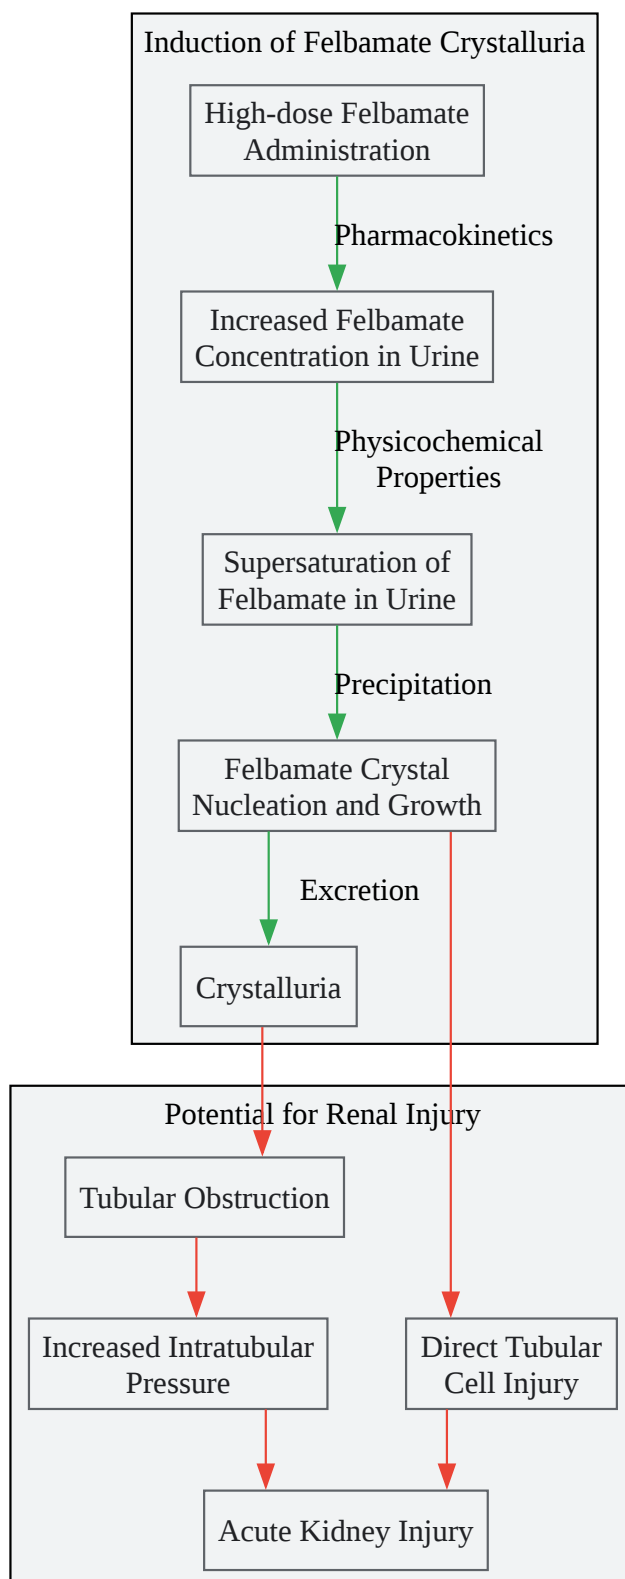 Induction of Felbamate Crystalluria
High-dose Felbamate
Administration
Pharmacokinetics
Increased Felbamate
Concentration in Urine
Physicochemical
Properties
Supersaturation of
Felbamate in Urine
Precipitation
Felbamate Crystal
Nucleation and Growth
Excretion
Crystalluria
Potential for Renal Injury
Tubular Obstruction
Increased Intratubular
Pressure
Direct Tubular
Cell Injury
Acute Kidney Injury